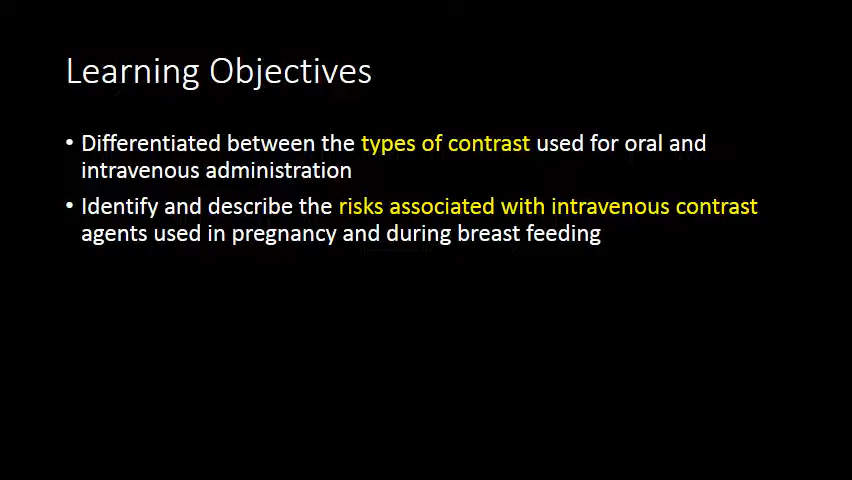 Learning Objectives
• Differentiated between the types of contrast used for oral and
intravenous administration
• Identify and describe the risks associated with intravenous contrast
agents used in pregnancy and during breast feeding